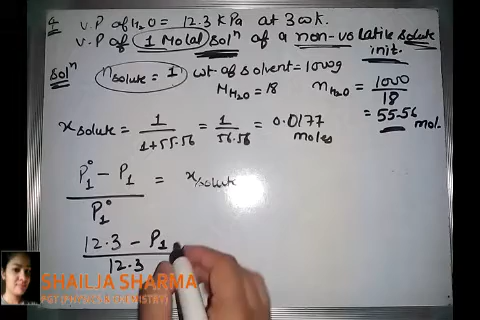 4. V.P of H2O = 12.3 KPa at 300K.
V.P of 1 Molal soln of a non-volatile solute
in it.
soln nsolute = 1 wt of solvent = 1000g
MH2O = 18 nH2O = 1000/18
= 55.56 mol.
xsolute = 1/(1+55.56) = 1/56.56 = 0.0177
moles
(P1° - P1)/P1° = xsolute
(12.3 - P1)/12.3
SHAILJA SHARMA
PGT (PHYSICS & CHEMISTRY)